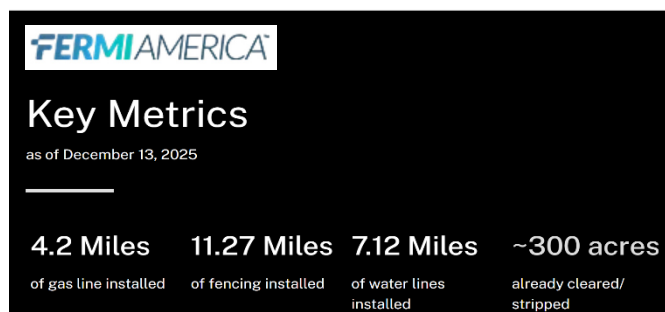 FERMI AMERICA
Key Metrics
as of December 13, 2025
4.2 Miles
of gas line installed
11.27 Miles
of fencing installed
7.12 Miles
of water lines
installed
~300 acres
already cleared/
stripped